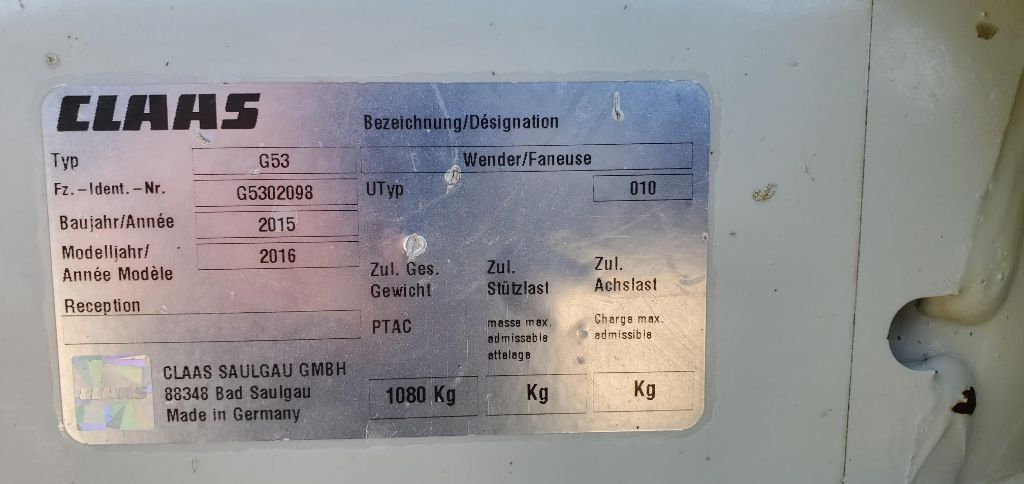 CLAAS
Bezeichnung/Désignation
Typ G53 Wender/Faneuse
Fz.-Ident.-Nr. G5302098 UTyp 010
Baujahr/Année 2015
Modelljahr/
Année Modèle 2016
Reception
Zul. Ges.
Gewicht
PTAC
1080 Kg
Zul.
Stützlast
masse max.
admissable
attelage
Kg
Zul.
Achslast
Charge max.
admissible
Kg
CLAAS
CLAAS SAULGAU GMBH
88348 Bad Saulgau
Made in Germany